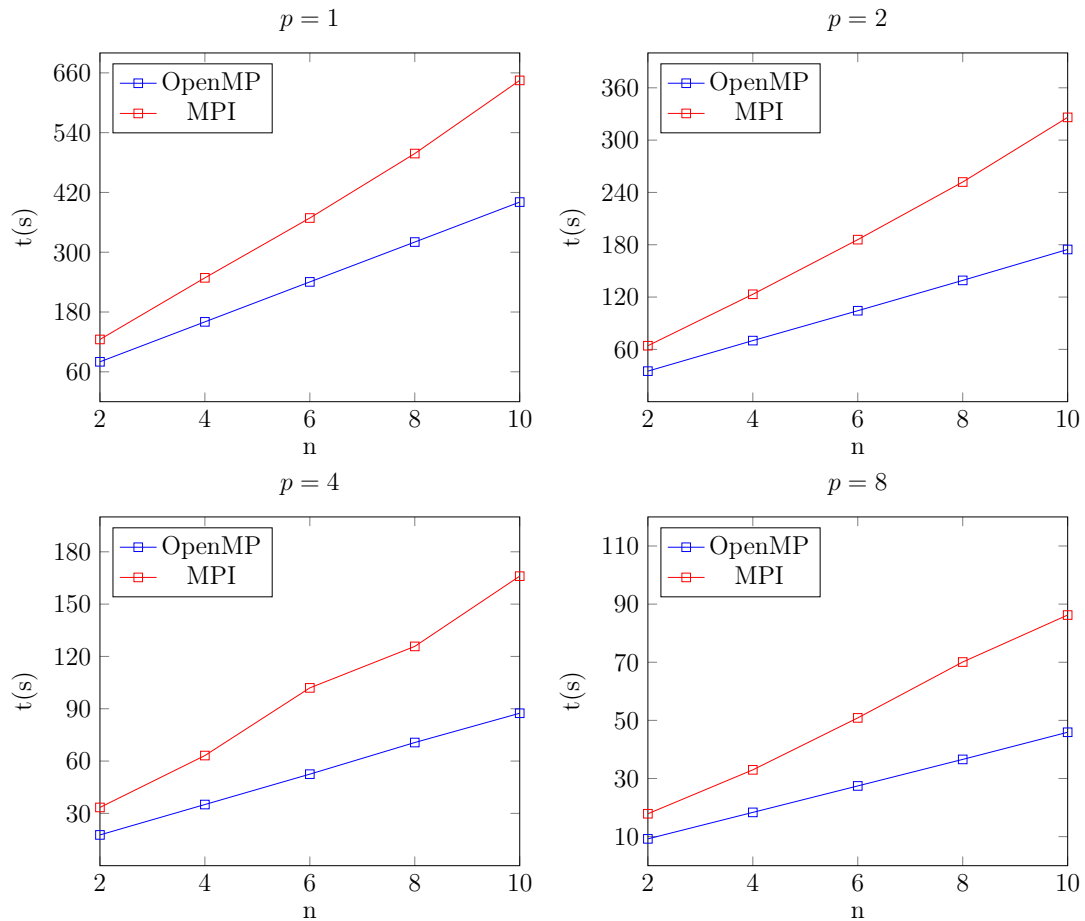 p = 1
OpenMP
MPI
660
540
420
300
180
60
t(s)
2 4 6 8 10
n
p = 2
OpenMP
MPI
360
300
240
180
120
60
t(s)
2 4 6 8 10
n
p = 4
OpenMP
MPI
180
150
120
90
60
30
t(s)
2 4 6 8 10
n
p = 8
OpenMP
MPI
110
90
70
50
30
10
t(s)
2 4 6 8 10
n